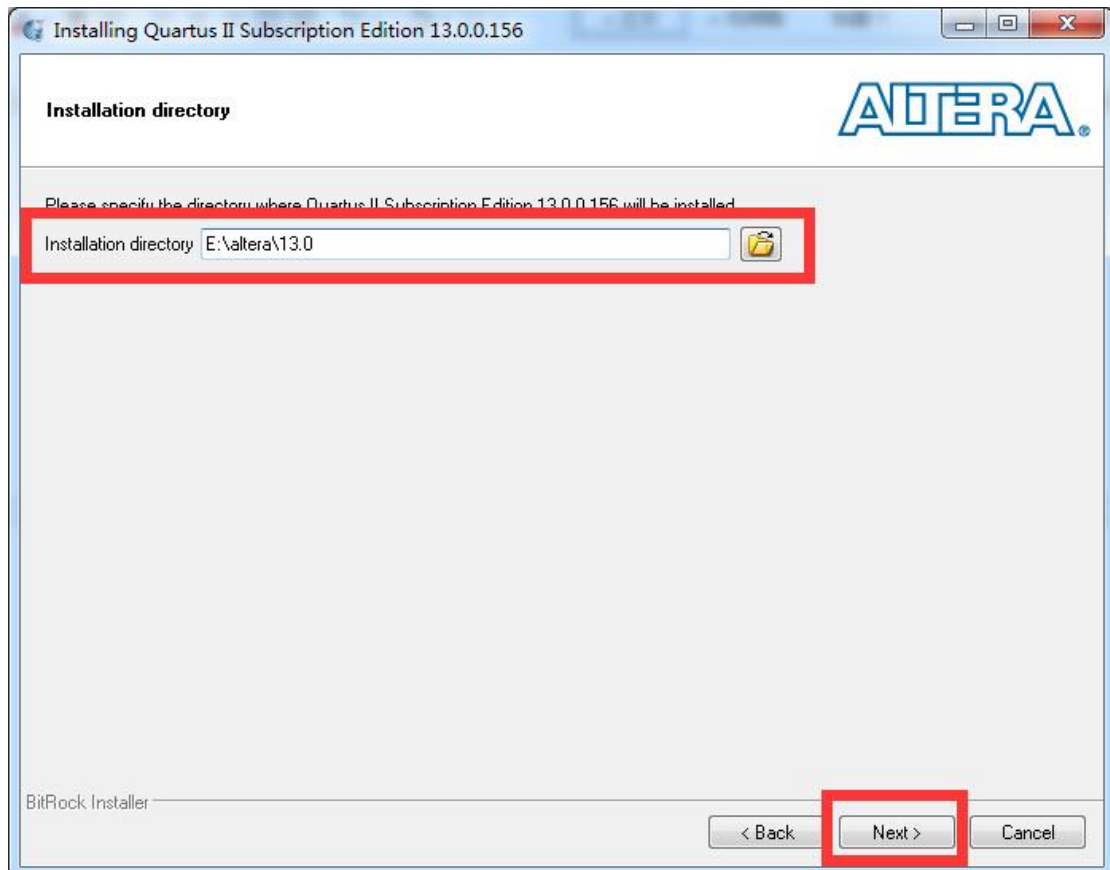 Installing Quartus II Subscription Edition 13.0.0.156
Installation directory
ALTERA®
Please specify the directory where Quartus II Subscription Edition 13.0.0.156 will be installed
Installation directory E:\altera\13.0
BitRock Installer
< Back Next > Cancel